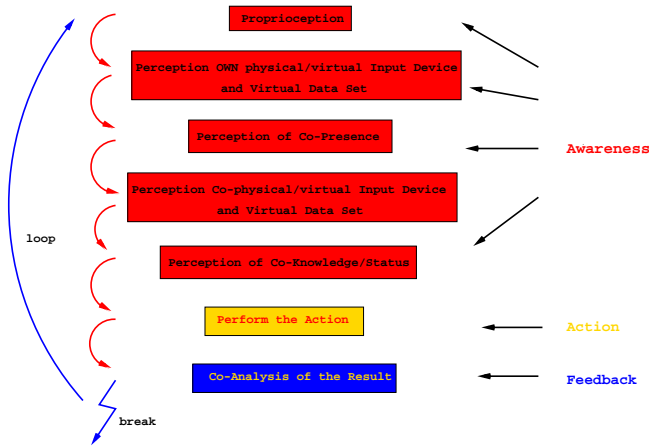 Proprioception
Perception OWN physical/virtual Input Device
and Virtual Data Set
Perception of Co-Presence
Awareness
Perception Co-physical/virtual Input Device
and Virtual Data Set
loop
Perception of Co-Knowledge/Status
Perform the Action
Action
Co-Analysis of the Result
Feedback
break